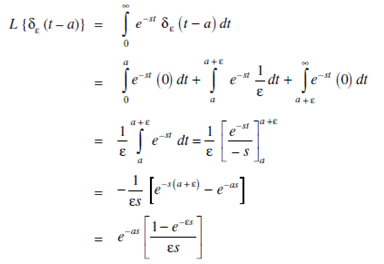 L {δ_ε (t – a)} = ∫_0^∞ e^{-st} δ_ε (t – a) dt
= ∫_0^a e^{-st} (0) dt + ∫_a^{a+ε} e^{-st} 1/ε dt + ∫_{a+ε}^∞ e^{-st} (0) dt
= 1/ε ∫_a^{a+ε} e^{-st} dt = 1/ε [e^{-st}/–s]_a^{a+ε}
= –1/εs [e^{-s(a+ε)} – e^{-as}]
= e^{-as} [1 – e^{-εs}/εs]